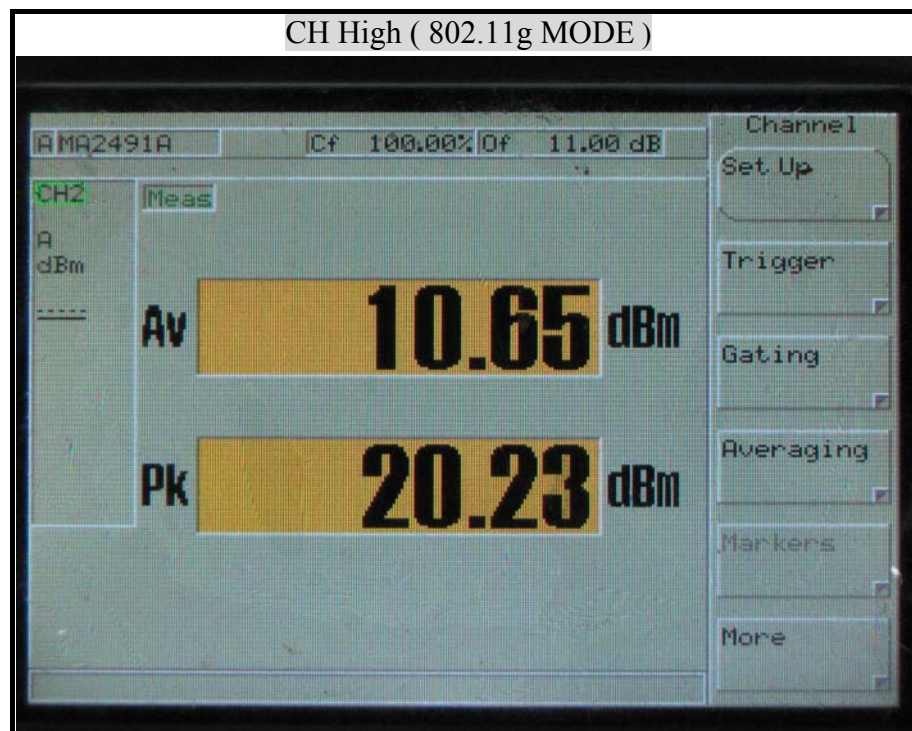 CH High ( 802.11g MODE )
A MA2491A Cf 100.00% Of 11.00 dB
CH2
A
dBm
-----
Meas
Av 10.65 dBm
Pk 20.23 dBm
Channel
Set Up
Trigger
Gating
Averaging
Markers
More